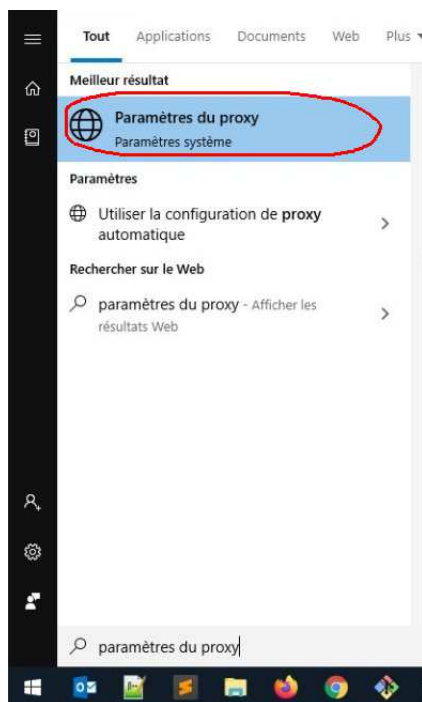 Tout Applications Documents Web Plus
Meilleur résultat
Paramètres du proxy
Paramètres système
Paramètres
Utiliser la configuration de proxy
automatique
Rechercher sur le Web
paramètres du proxy - Afficher les
résultats Web
paramètres du proxy